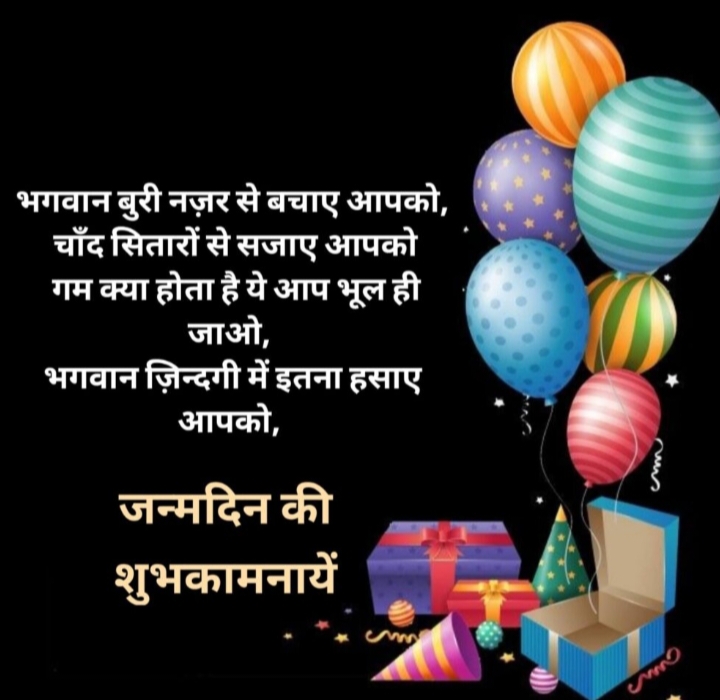 भगवान बुरी नज़र से बचाए आपको,
चाँद सितारों से सजाए आपको
गम क्या होता है ये आप भूल ही
जाओ,
भगवान ज़िन्दगी में इतना हसाए
आपको,
जन्मदिन की
शुभकामनायें